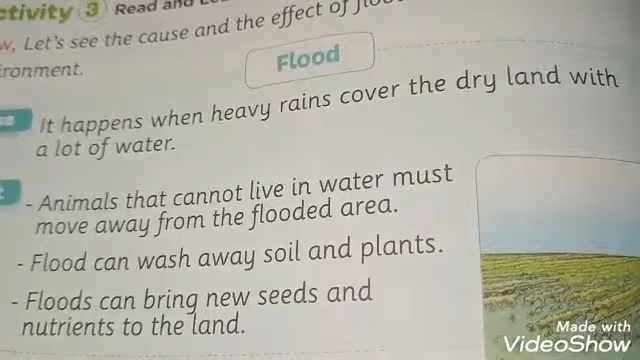 ctivity 3 Read and
w, Let's see the cause and the effect of
ironment.
Flood
It happens when heavy rains cover the dry land with
a lot of water.
- Animals that cannot live in water must
move away from the flooded area.
- Flood can wash away soil and plants.
- Floods can bring new seeds and
nutrients to the land.
Made with
VideoShow